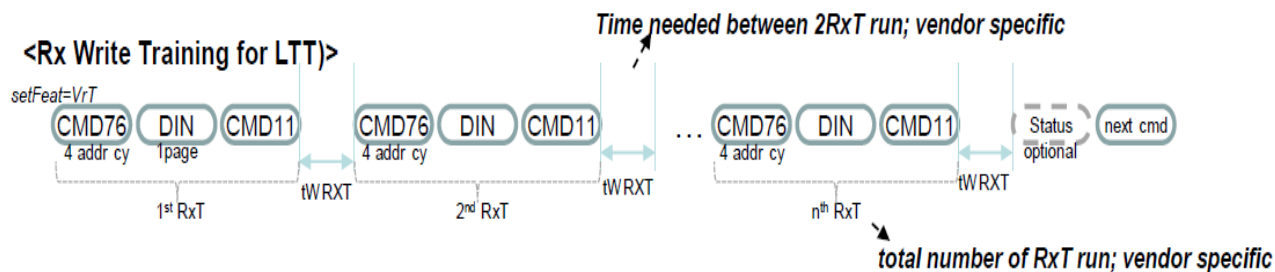 Time needed between 2RxT run; vendor specific
<Rx Write Training for LTT)>
setFeat=VrT
CMD76 DIN CMD11 CMD76 DIN CMD11 ... CMD76 DIN CMD11 Status next cmd
4 addr cy 1page 4 addr cy 4 addr cy optional
tWRXT tWRXT tWRXT
1st RxT 2nd RxT nth RxT
total number of RxT run; vendor specific